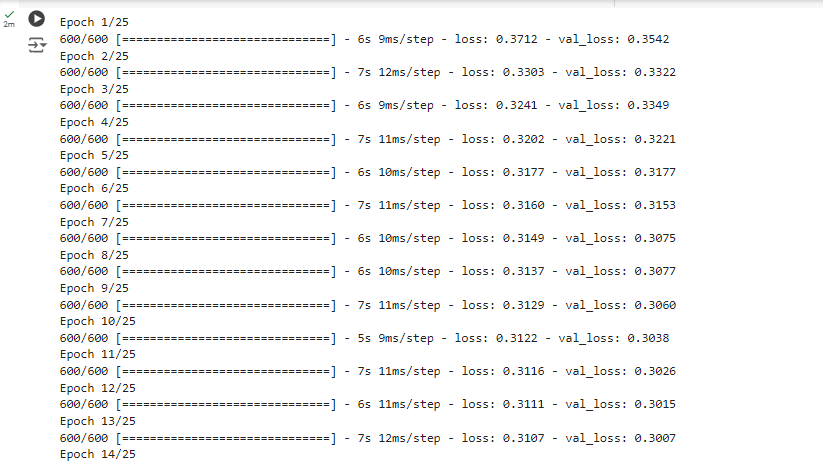 2m
Epoch 1/25
600/600 [==============================] - 6s 9ms/step - loss: 0.3712 - val_loss: 0.3542
Epoch 2/25
600/600 [==============================] - 7s 12ms/step - loss: 0.3303 - val_loss: 0.3322
Epoch 3/25
600/600 [==============================] - 6s 9ms/step - loss: 0.3241 - val_loss: 0.3349
Epoch 4/25
600/600 [==============================] - 7s 11ms/step - loss: 0.3202 - val_loss: 0.3221
Epoch 5/25
600/600 [==============================] - 6s 10ms/step - loss: 0.3177 - val_loss: 0.3177
Epoch 6/25
600/600 [==============================] - 7s 11ms/step - loss: 0.3160 - val_loss: 0.3153
Epoch 7/25
600/600 [==============================] - 6s 10ms/step - loss: 0.3149 - val_loss: 0.3075
Epoch 8/25
600/600 [==============================] - 6s 10ms/step - loss: 0.3137 - val_loss: 0.3077
Epoch 9/25
600/600 [==============================] - 7s 11ms/step - loss: 0.3129 - val_loss: 0.3060
Epoch 10/25
600/600 [==============================] - 5s 9ms/step - loss: 0.3122 - val_loss: 0.3038
Epoch 11/25
600/600 [==============================] - 7s 11ms/step - loss: 0.3116 - val_loss: 0.3026
Epoch 12/25
600/600 [==============================] - 6s 11ms/step - loss: 0.3111 - val_loss: 0.3015
Epoch 13/25
600/600 [==============================] - 7s 12ms/step - loss: 0.3107 - val_loss: 0.3007
Epoch 14/25